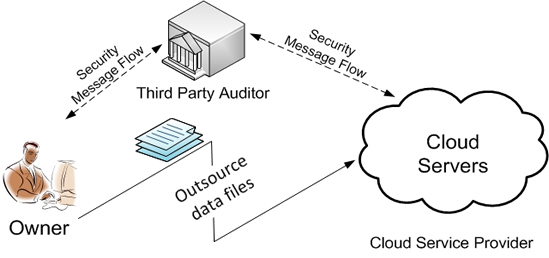 Security
Message Flow
Security
Message Flow
Third Party Auditor
Cloud
Servers
Outsource
data files
Owner
Cloud Service Provider